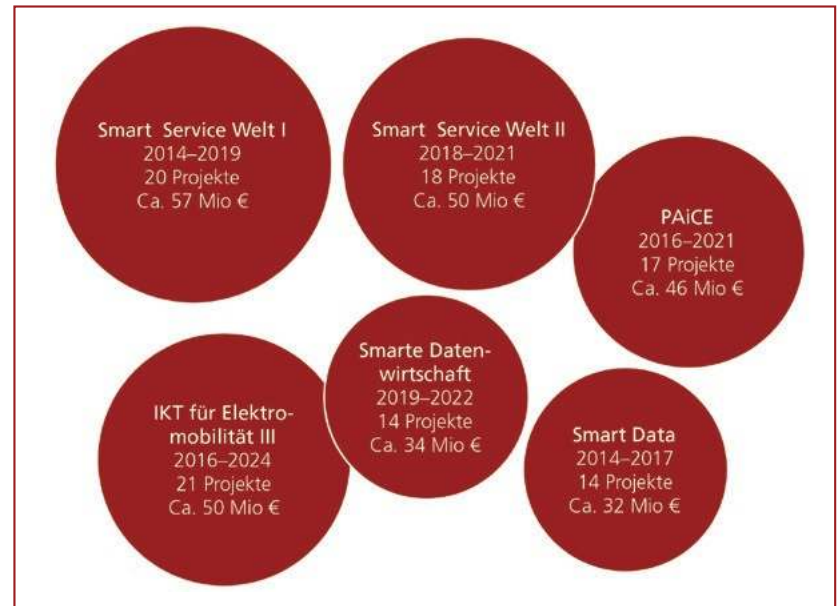 Smart Service Welt I
2014–2019
20 Projekte
Ca. 57 Mio €
Smart Service Welt II
2018–2021
18 Projekte
Ca. 50 Mio €
PAiCE
2016–2021
17 Projekte
Ca. 46 Mio €
IKT für Elektro-
mobilität III
2016–2024
21 Projekte
Ca. 50 Mio €
Smarte Daten-
wirtschaft
2019–2022
14 Projekte
Ca. 34 Mio €
Smart Data
2014–2017
14 Projekte
Ca. 32 Mio €